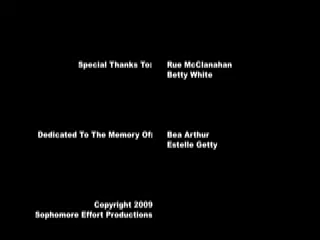 Special Thanks To: Rue McClanahan
Betty White
Dedicated To The Memory Of: Bea Arthur
Estelle Getty
Copyright 2009
Sophomore Effort Productions